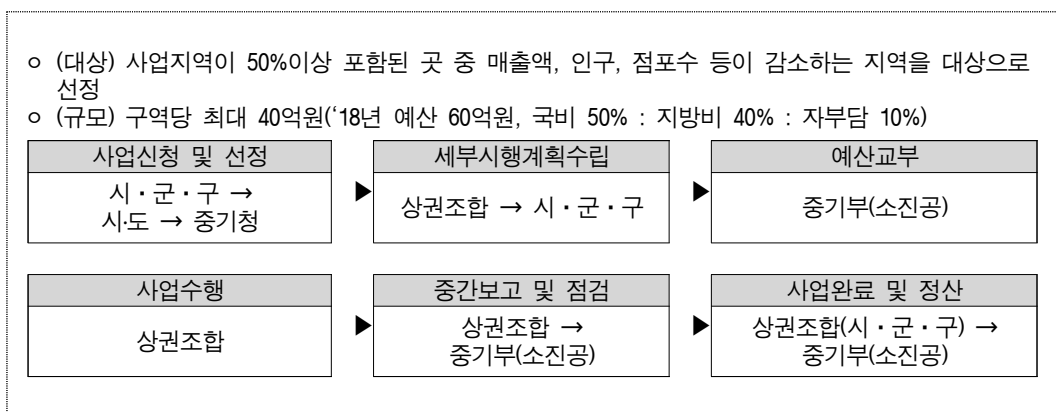 ㅇ (대상) 사업지역이 50%이상 포함된 곳 중 매출액, 인구, 점포수 등이 감소하는 지역을 대상으로
선정
ㅇ (규모) 구역당 최대 40억원(‘18년 예산 60억원, 국비 50% : 지방비 40% : 자부담 10%)
사업신청 및 선정
시・군・구 →
시·도 → 중기청
▶
세부시행계획수립
상권조합 → 시・군・구
▶
예산교부
중기부(소진공)
사업수행
상권조합
▶
중간보고 및 점검
상권조합 →
중기부(소진공)
▶
사업완료 및 정산
상권조합(시・군・구) →
중기부(소진공)